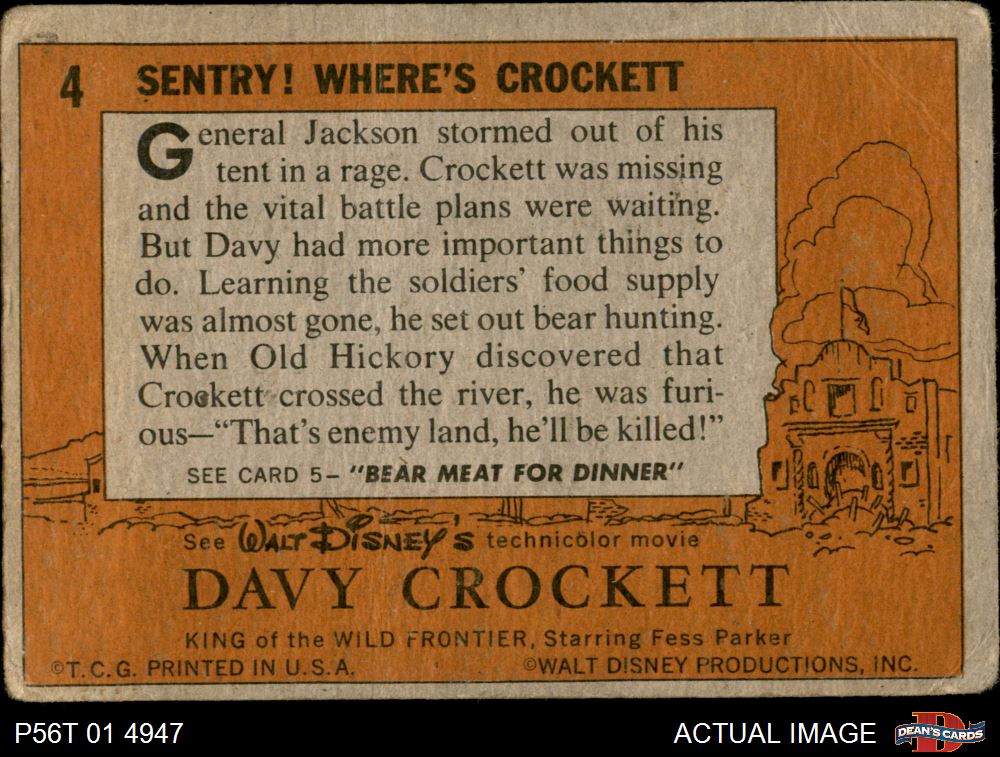 4 SENTRY! WHERE'S CROCKETT
General Jackson stormed out of his
tent in a rage. Crockett was missing
and the vital battle plans were waiting.
But Davy had more important things to
do. Learning the soldiers' food supply
was almost gone, he set out bear hunting.
When Old Hickory discovered that
Crockett crossed the river, he was furi-
ous—"That's enemy land, he'll be killed!"
SEE CARD 5– "BEAR MEAT FOR DINNER"
See WALT DISNEY'S technicolor movie
DAVY CROCKETT
KING of the WILD FRONTIER, Starring Fess Parker
©T.C.G. PRINTED IN U.S.A. ©WALT DISNEY PRODUCTIONS, INC.
P56T 01 4947 ACTUAL IMAGE D DEAN'S CARDS